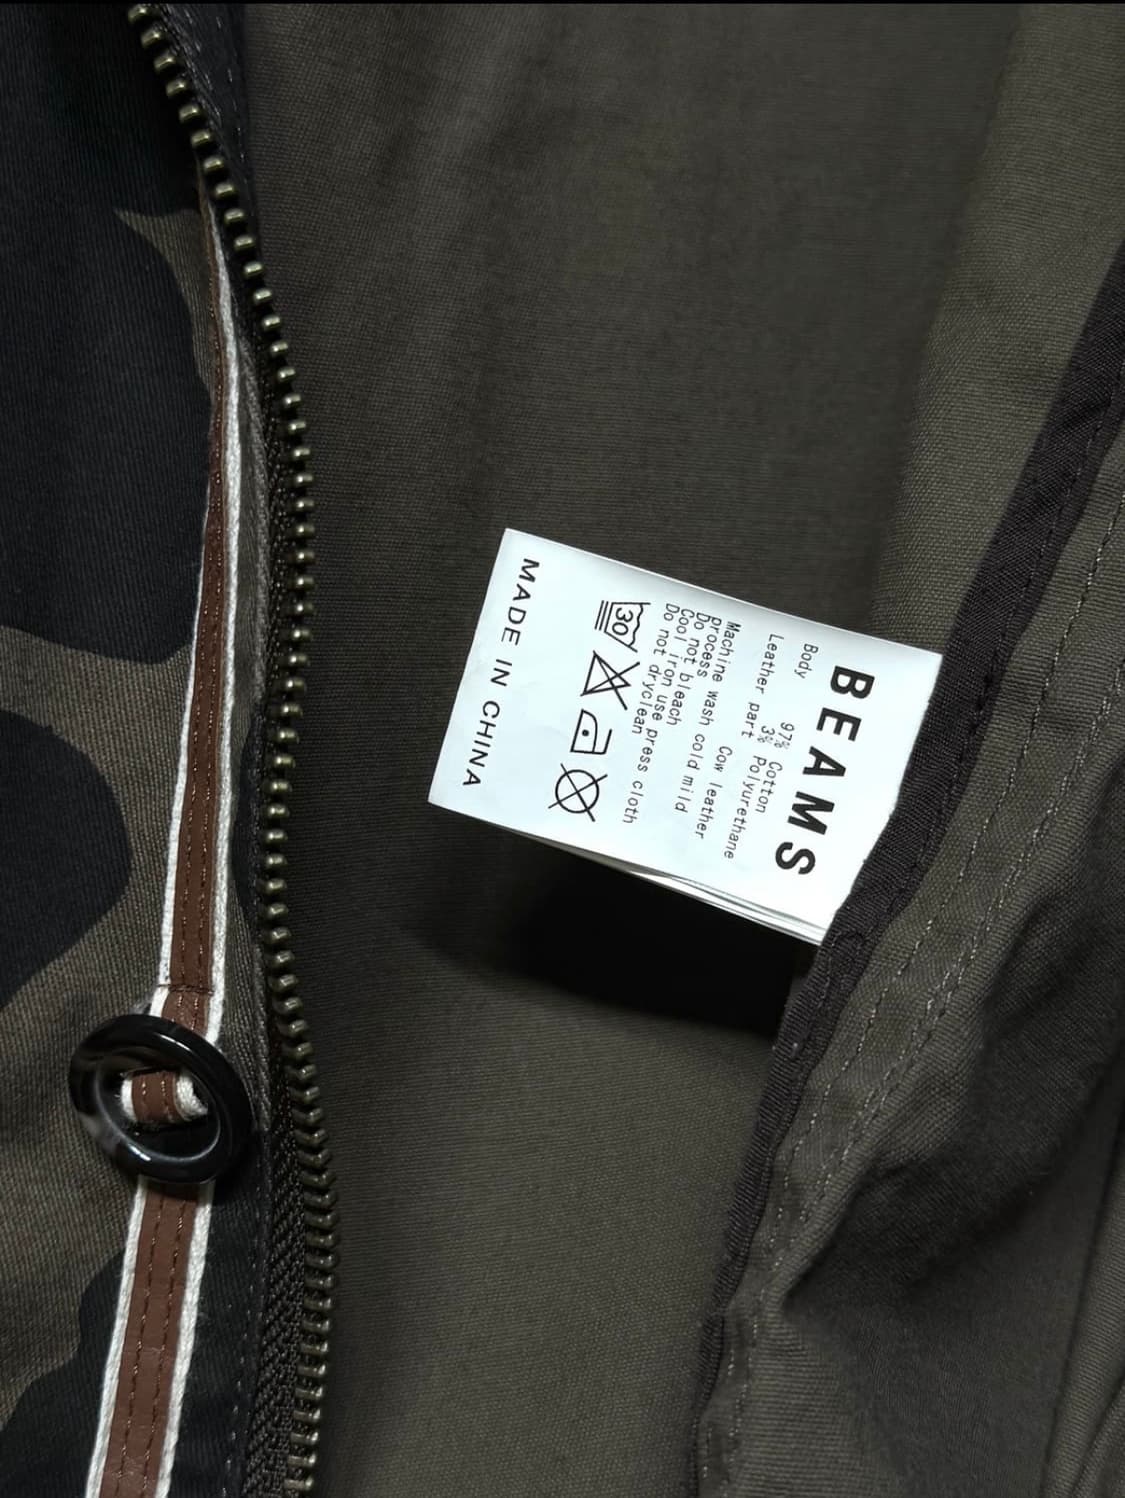 BEAMS
Body 97% Cotton
3% Polyurethane
Leather part Cow leather
Machine wash cold mild
process
Do not bleach
Cool iron use press cloth
Do not dryclean
30
MADE IN CHINA